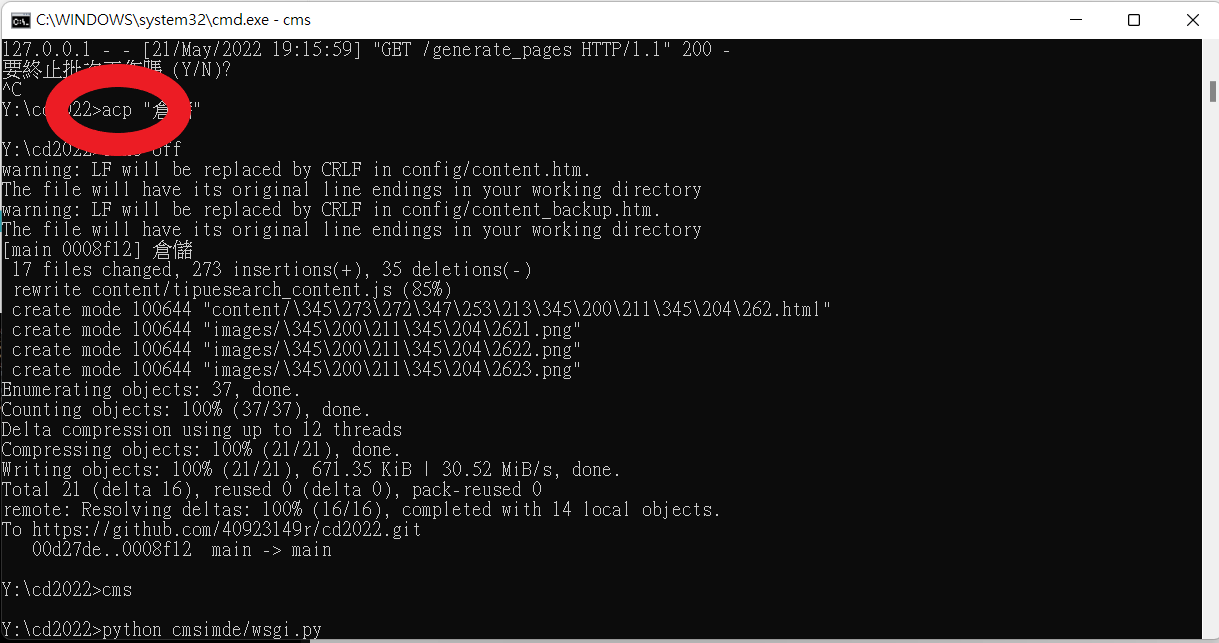 C:\WINDOWS\system32\cmd.exe - cms
127.0.0.1 - - [21/May/2022 19:15:59] "GET /generate_pages HTTP/1.1" 200 -
要終止批次工作嗎 (Y/N)?
^C
22>acp "倉
Y:\cd2022> off
warning: LF will be replaced by CRLF in config/content.htm.
The file will have its original line endings in your working directory
warning: LF will be replaced by CRLF in config/content_backup.htm.
The file will have its original line endings in your working directory
[main 0008f12] 倉儲
17 files changed, 273 insertions(+), 35 deletions(-)
rewrite content/tipuesearch_content.js (85%)
create mode 100644 "content/\345\273\272\347\253\213\345\200\211\345\204\262.html"
create mode 100644 "images/\345\200\211\345\204\2621.png"
create mode 100644 "images/\345\200\211\345\204\2622.png"
create mode 100644 "images/\345\200\211\345\204\2623.png"
Enumerating objects: 37, done.
Counting objects: 100% (37/37), done.
Delta compression using up to 12 threads
Compressing objects: 100% (21/21), done.
Writing objects: 100% (21/21), 671.35 KiB | 30.52 MiB/s, done.
Total 21 (delta 16), reused 0 (delta 0), pack-reused 0
remote: Resolving deltas: 100% (16/16), completed with 14 local objects.
To https://github.com/40923149r/cd2022.git
00d27de..0008f12  main -> main
Y:\cd2022>cms
Y:\cd2022>python cmsimde/wsgi.py